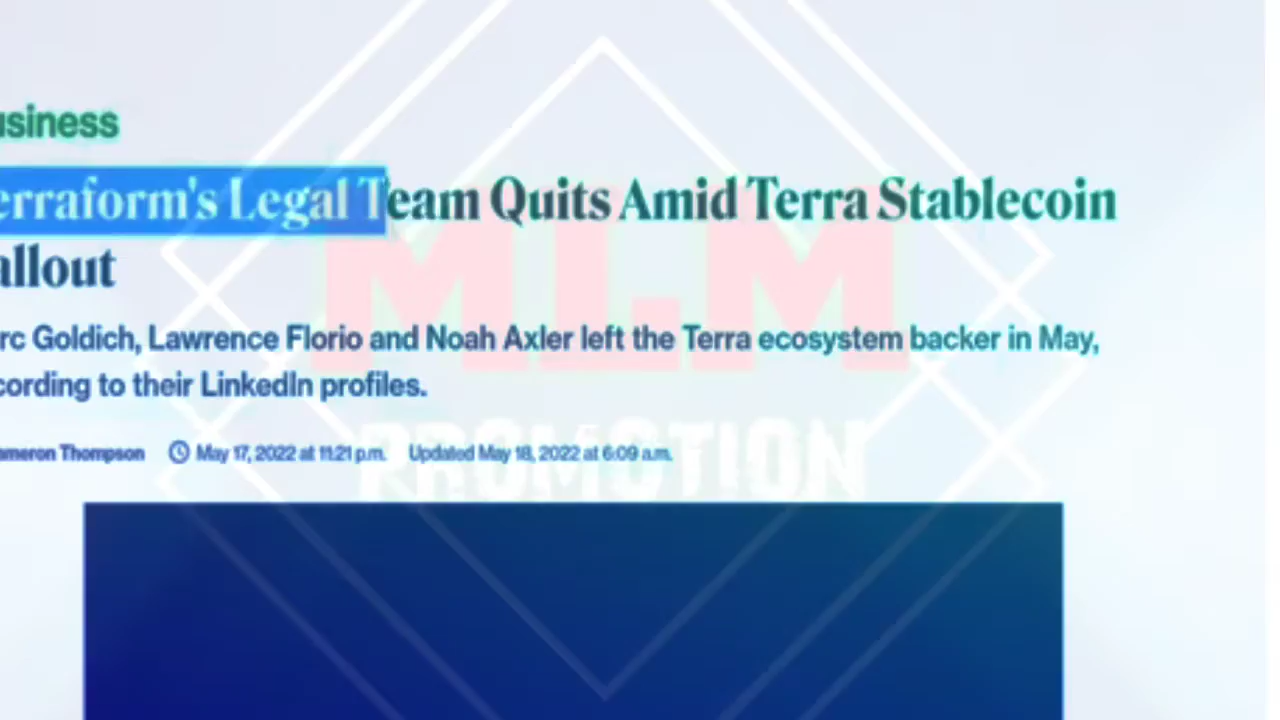 usiness
erraform's Legal Team Quits Amid Terra Stablecoin
allout
rc Goldich, Lawrence Florio and Noah Axler left the Terra ecosystem backer in May,
cording to their LinkedIn profiles.
ameron Thompson May 17, 2022 at 11:21 p.m. Updated May 18, 2022 at 6:09 a.m.
MLM
PROMOTION